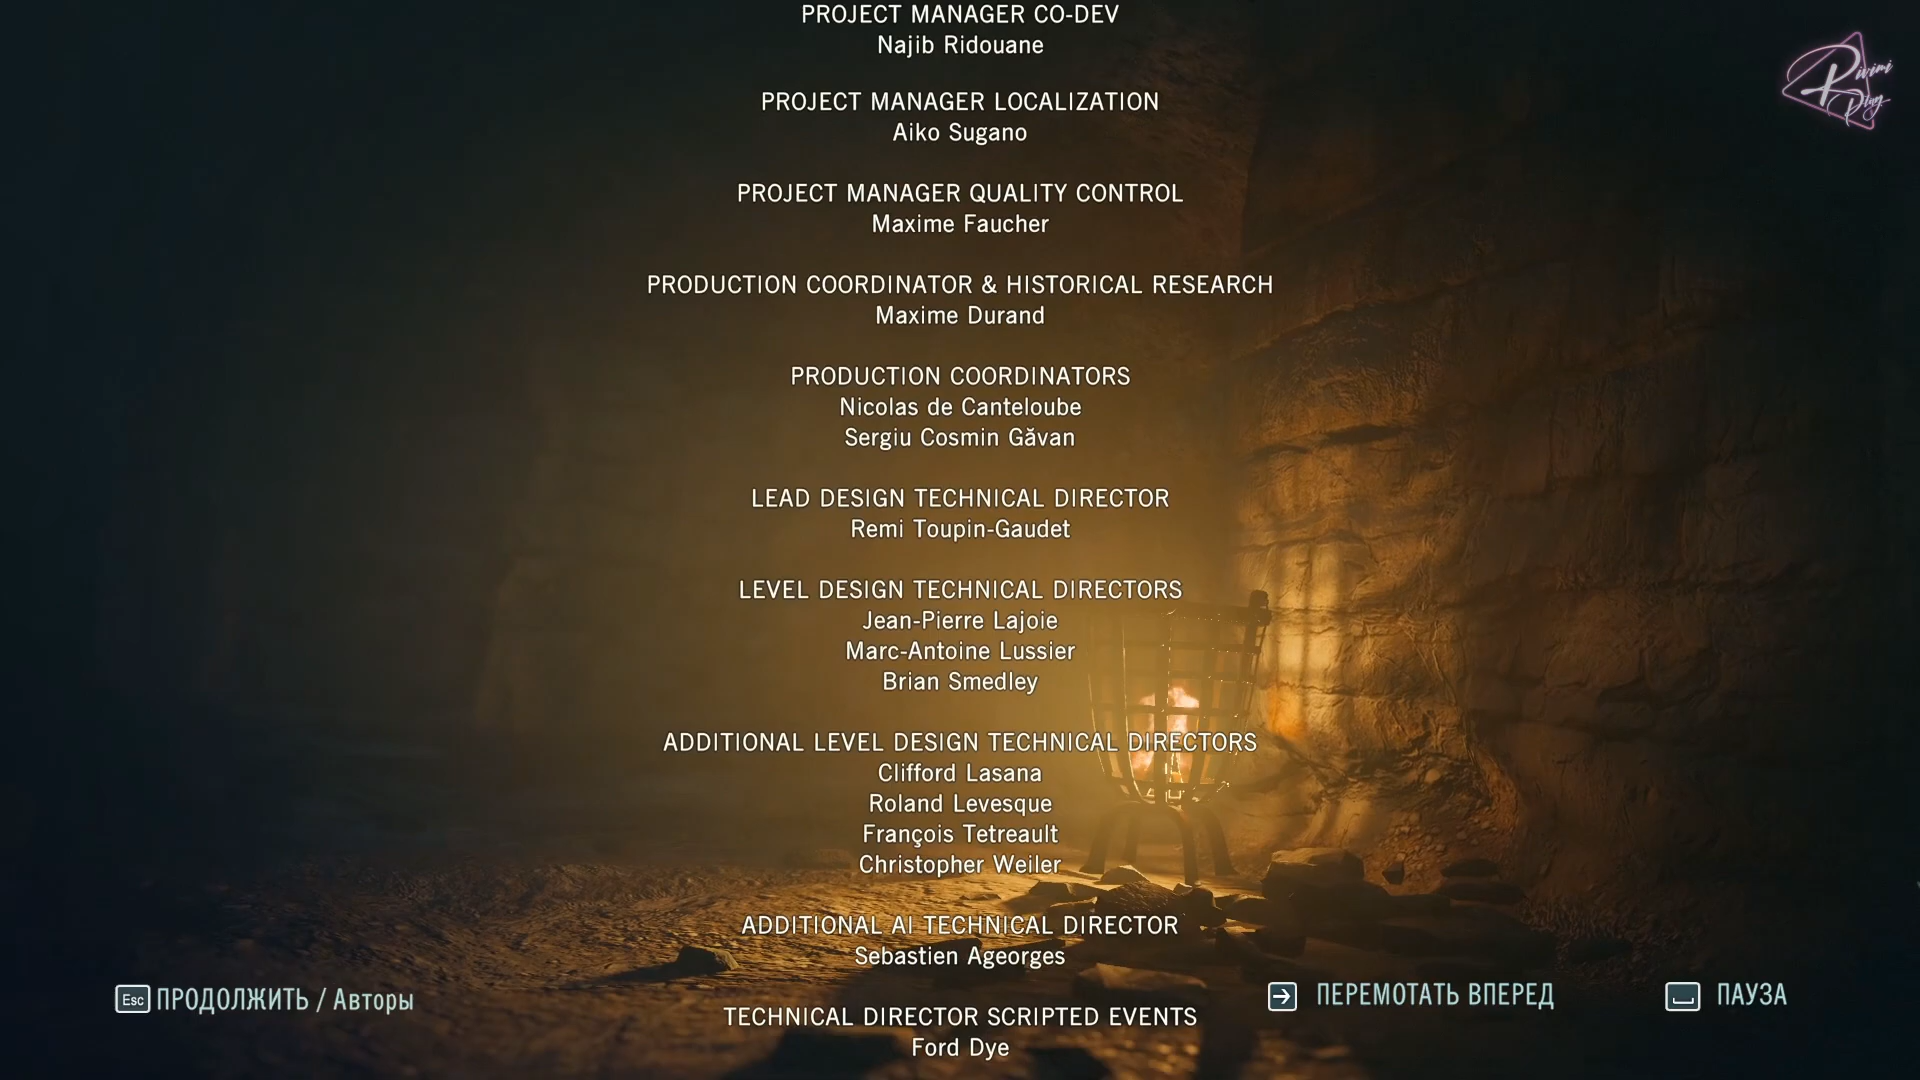 PROJECT MANAGER CO-DEV
Najib Ridouane
PROJECT MANAGER LOCALIZATION
Aiko Sugano
PROJECT MANAGER QUALITY CONTROL
Maxime Faucher
PRODUCTION COORDINATOR & HISTORICAL RESEARCH
Maxime Durand
PRODUCTION COORDINATORS
Nicolas de Canteloube
Sergiu Cosmin Găvan
LEAD DESIGN TECHNICAL DIRECTOR
Remi Toupin-Gaudet
LEVEL DESIGN TECHNICAL DIRECTORS
Jean-Pierre Lajoie
Marc-Antoine Lussier
Brian Smedley
ADDITIONAL LEVEL DESIGN TECHNICAL DIRECTORS
Clifford Lasana
Roland Levesque
François Tetreault
Christopher Weiler
ADDITIONAL AI TECHNICAL DIRECTOR
Sebastien Ageorges
TECHNICAL DIRECTOR SCRIPTED EVENTS
Ford Dye
Esc ПРОДОЛЖИТЬ / Авторы
ПЕРЕМОТАТЬ ВПЕРЕД
ПАУЗА
Play